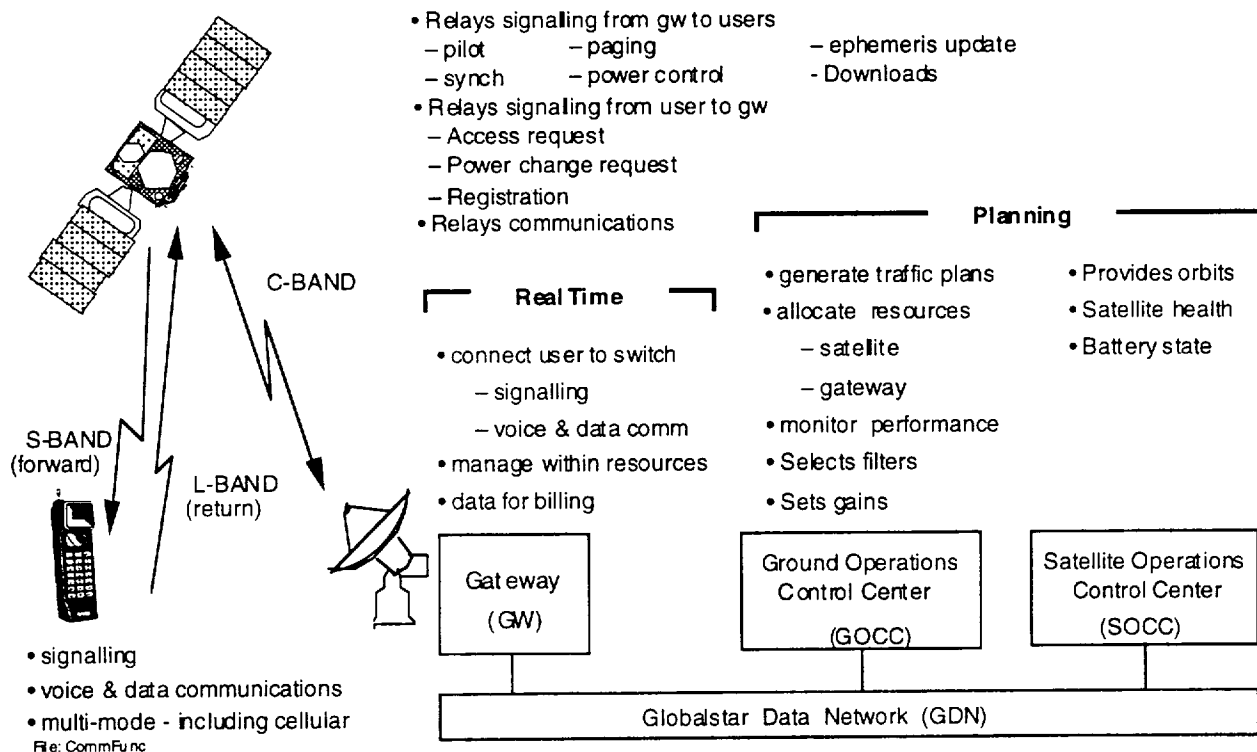 • Relays signalling from gw to users
– pilot – paging – ephemeris update
– synch – power control - Downloads
• Relays signalling from user to gw
– Access request
– Power change request
– Registration
• Relays communications
C-BAND
S-BAND
(forward)
L-BAND
(return)
• signalling
• voice & data communications
• multi-mode - including cellular
File: CommFunc
Real Time
• connect user to switch
– signalling
– voice & data comm
• manage within resources
• data for billing
Planning
• generate traffic plans
• allocate resources
– satellite
– gateway
• monitor performance
• Selects filters
• Sets gains
• Provides orbits
• Satellite health
• Battery state
Gateway
(GW)
Ground Operations
Control Center
(GOCC)
Satellite Operations
Control Center
(SOCC)
Globalstar Data Network (GDN)